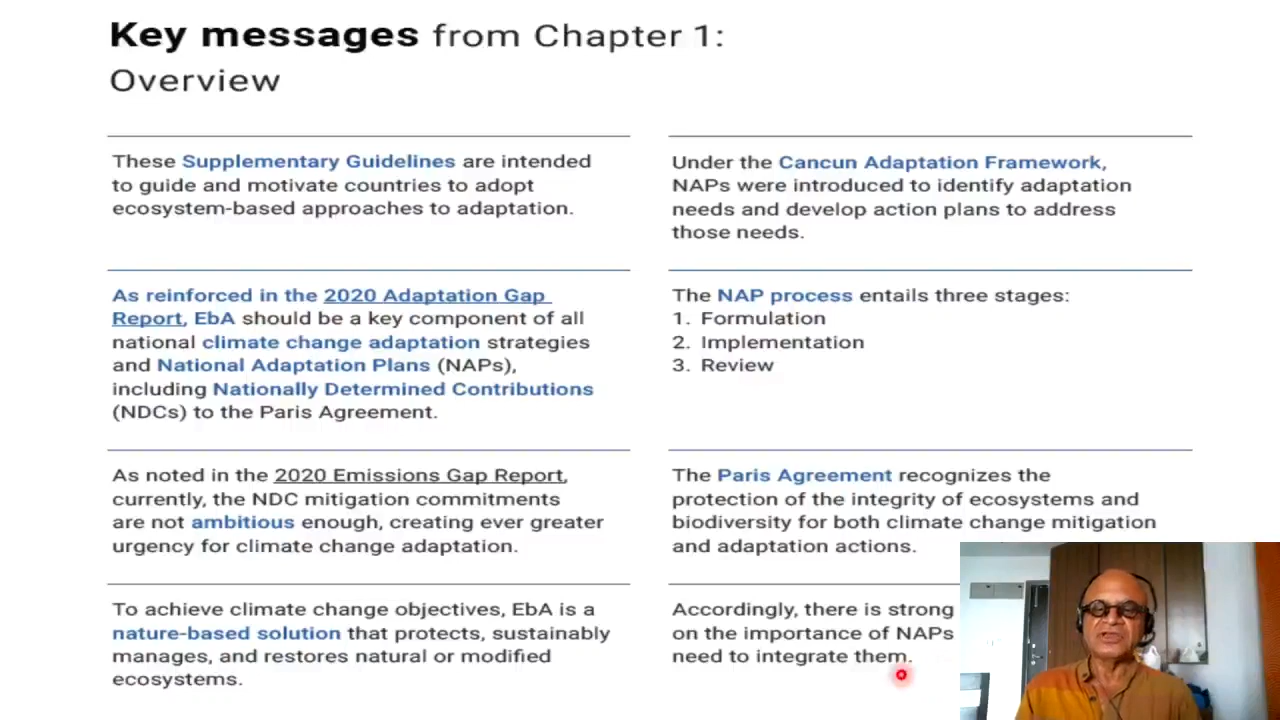 Key messages from Chapter 1:
Overview
These Supplementary Guidelines are intended
to guide and motivate countries to adopt
ecosystem-based approaches to adaptation.
As reinforced in the 2020 Adaptation Gap
Report, EbA should be a key component of all
national climate change adaptation strategies
and National Adaptation Plans (NAPs),
including Nationally Determined Contributions
(NDCs) to the Paris Agreement.
As noted in the 2020 Emissions Gap Report,
currently, the NDC mitigation commitments
are not ambitious enough, creating ever greater
urgency for climate change adaptation.
To achieve climate change objectives, EbA is a
nature-based solution that protects, sustainably
manages, and restores natural or modified
ecosystems.
Under the Cancun Adaptation Framework,
NAPs were introduced to identify adaptation
needs and develop action plans to address
those needs.
The NAP process entails three stages:
1. Formulation
2. Implementation
3. Review
The Paris Agreement recognizes the
protection of the integrity of ecosystems and
biodiversity for both climate change mitigation
and adaptation actions.
Accordingly, there is strong
on the importance of NAPs
need to integrate them.